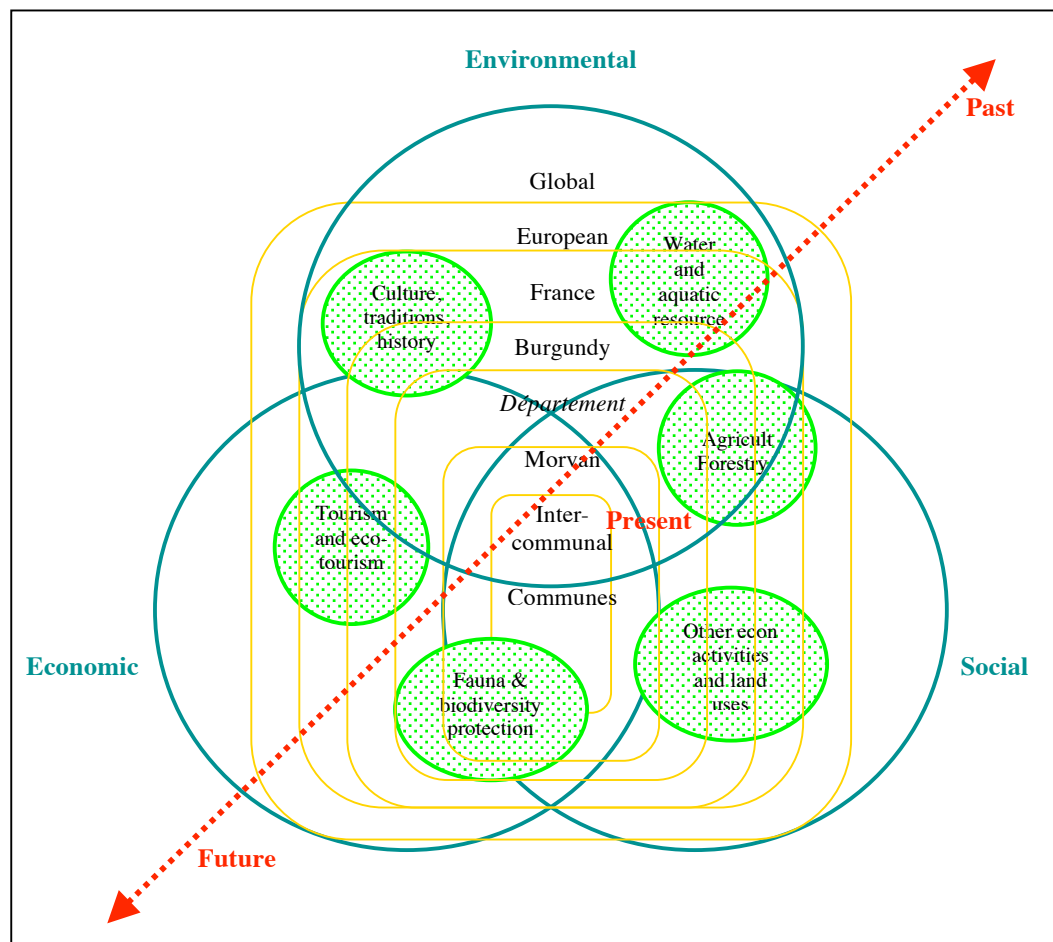 Environmental
Past
Global
European
Water
and
aquatic
resource
France
Culture,
traditions,
history
Burgundy
Département
Agricult
Forestry
Morvan
Inter-
communal
Present
Tourism
and eco-
tourism
Communes
Economic
Other econ
activities
and land
uses
Social
Fauna &
biodiversity
protection
Future